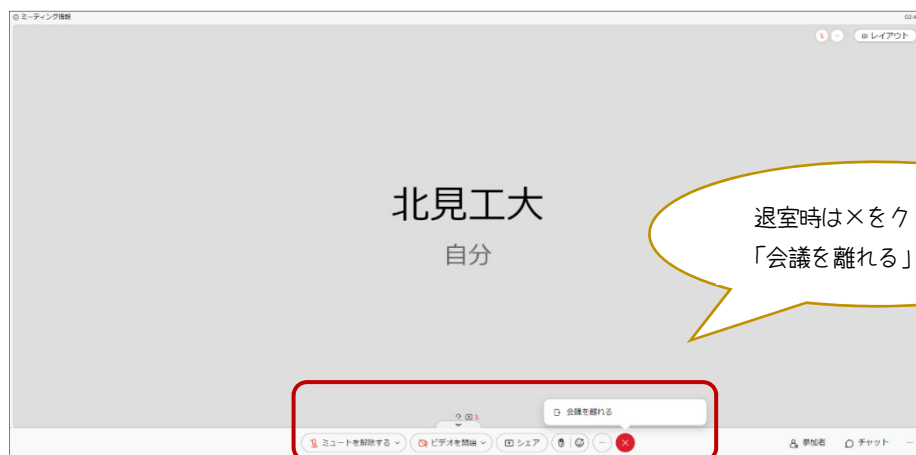 ミーティング情報
02:4
レイアウト
北見工大
自分
退室時は×をク
「会議を離れる」
会議を離れる
ミュートを解除する
ビデオを開始
シェア
参加者
チャット